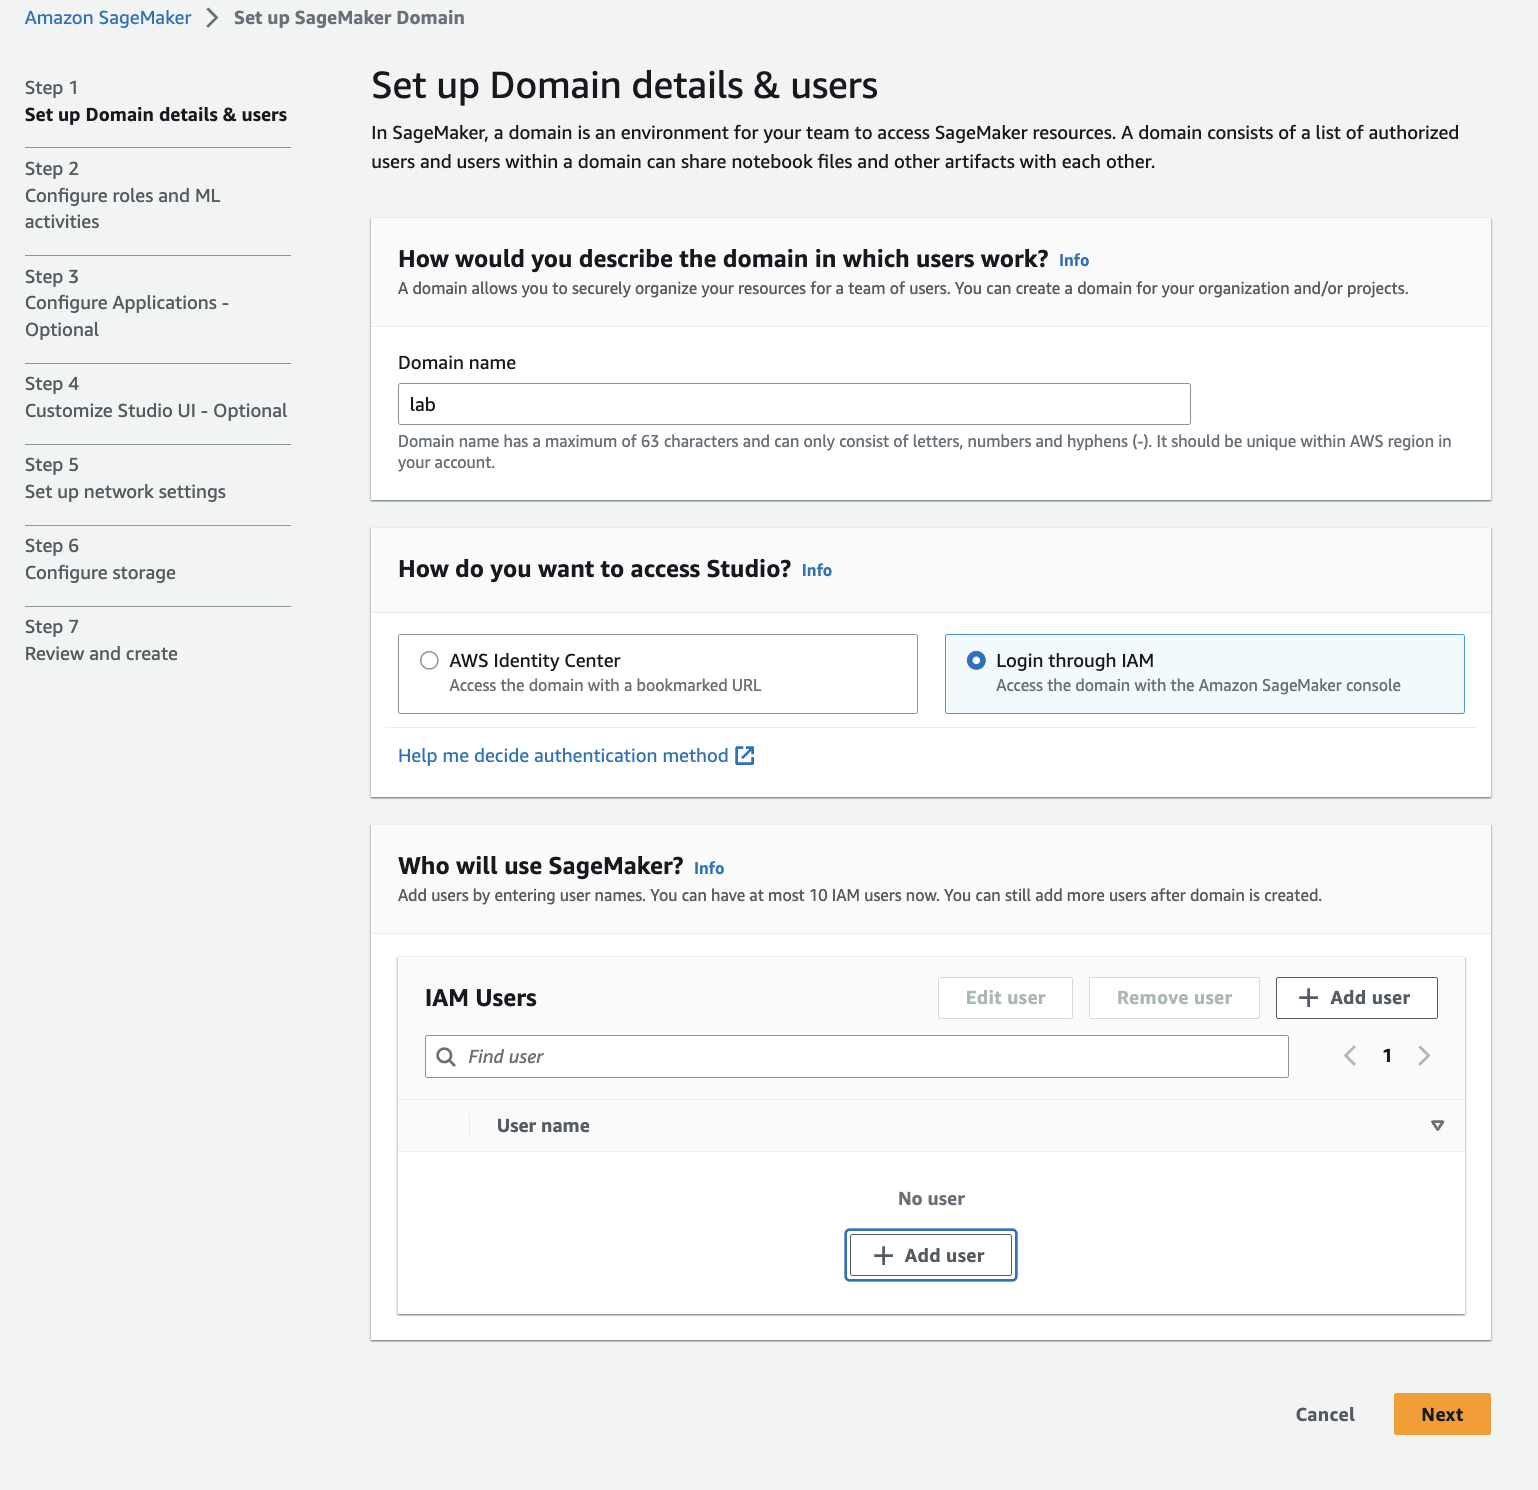 Amazon SageMaker > Set up SageMaker Domain
Step 1
Set up Domain details & users
Step 2
Configure roles and ML
activities
Step 3
Configure Applications -
Optional
Step 4
Customize Studio UI - Optional
Step 5
Set up network settings
Step 6
Configure storage
Step 7
Review and create
Set up Domain details & users
In SageMaker, a domain is an environment for your team to access SageMaker resources. A domain consists of a list of authorized
users and users within a domain can share notebook files and other artifacts with each other.
How would you describe the domain in which users work? Info
A domain allows you to securely organize your resources for a team of users. You can create a domain for your organization and/or projects.
Domain name
lab
Domain name has a maximum of 63 characters and can only consist of letters, numbers and hyphens (-). It should be unique within AWS region in
your account.
How do you want to access Studio? Info
AWS Identity Center
Access the domain with a bookmarked URL
Login through IAM
Access the domain with the Amazon SageMaker console
Help me decide authentication method
Who will use SageMaker? Info
Add users by entering user names. You can have at most 10 IAM users now. You can still add more users after domain is created.
IAM Users
Edit user
Remove user
+ Add user
Find user
< 1 >
User name
No user
+ Add user
Cancel
Next